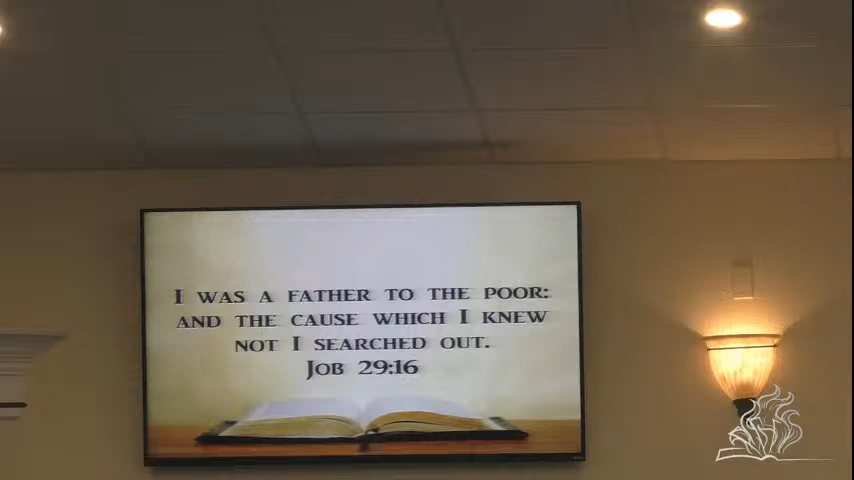 I WAS A FATHER TO THE POOR:
AND THE CAUSE WHICH I KNEW
NOT I SEARCHED OUT.
JOB 29:16